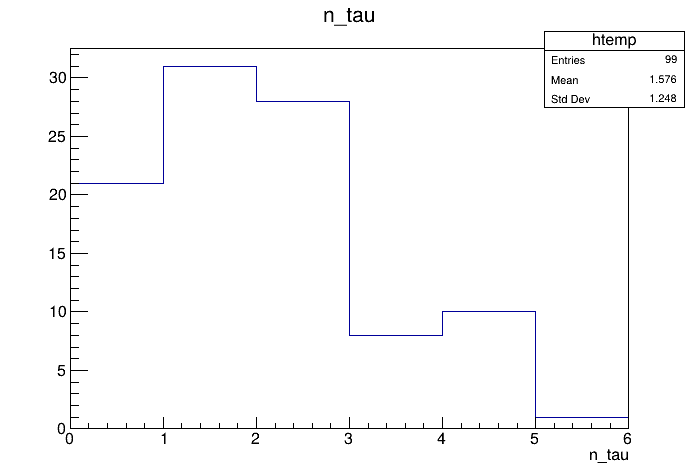 n_tau
htemp
Entries 99
Mean 1.576
Std Dev 1.248
30
25
20
15
10
5
0
0 1 2 3 4 5 6
n_tau